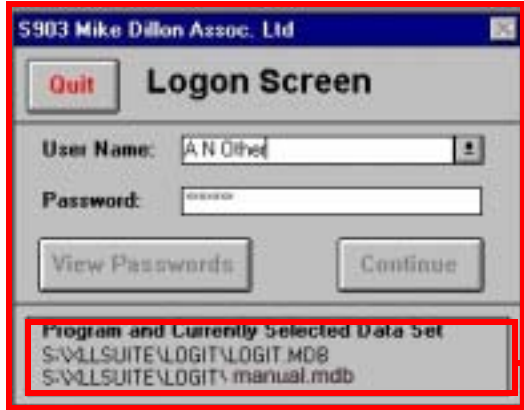 S903 Mike Dillon Assoc. Ltd
Quit
Logon Screen
User Name: A N Other
Password: *****
View Passwords
Continue
Program and Currently Selected Data Set
S:\XLLSUITE\LOGIT\LOGIT.MDB
S:\XLLSUITE\LOGIT\ manual.mdb